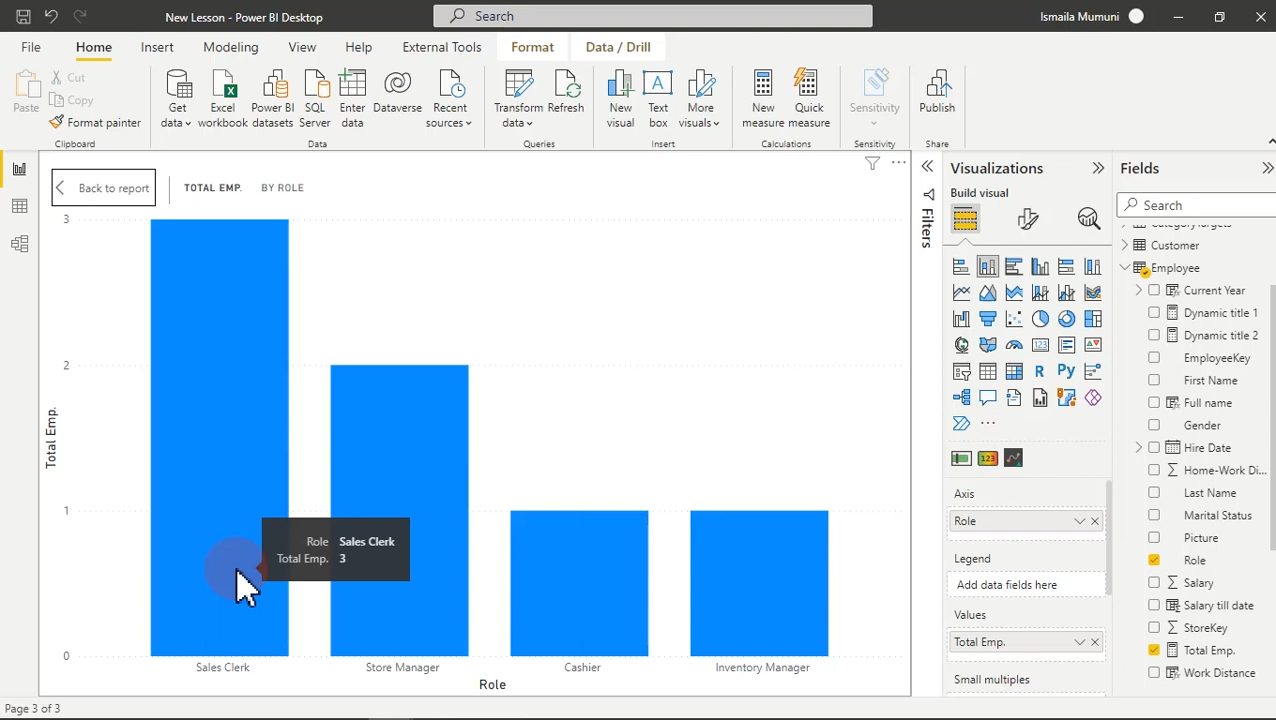 New Lesson - Power BI Desktop
Search
Ismaila Mumuni
File Home Insert Modeling View Help External Tools Format Data / Drill
Paste
Cut
Copy
Format painter
Clipboard
Get data
Excel workbook
Power BI datasets
SQL Server
Enter data
Dataverse
Recent sources
Data
Transform data
Refresh
Queries
New visual
Text box
More visuals
Insert
New measure
Quick measure
Calculations
Sensitivity
Sensitivity
Publish
Share
Back to report
TOTAL EMP. BY ROLE
3
2
1
0
Total Emp.
Role Sales Clerk
Total Emp. 3
Sales Clerk Store Manager Cashier Inventory Manager
Role
Filters
Visualizations
Build visual
123
R
Py
123
Axis
Role
Legend
Add data fields here
Values
Total Emp.
Small multiples
Fields
Search
Customer
Employee
Current Year
Dynamic title 1
Dynamic title 2
EmployeeKey
First Name
Full name
Gender
Hire Date
Home-Work Di...
Last Name
Marital Status
Picture
Role
Salary
Salary till date
StoreKey
Total Emp.
Work Distance
Page 3 of 3